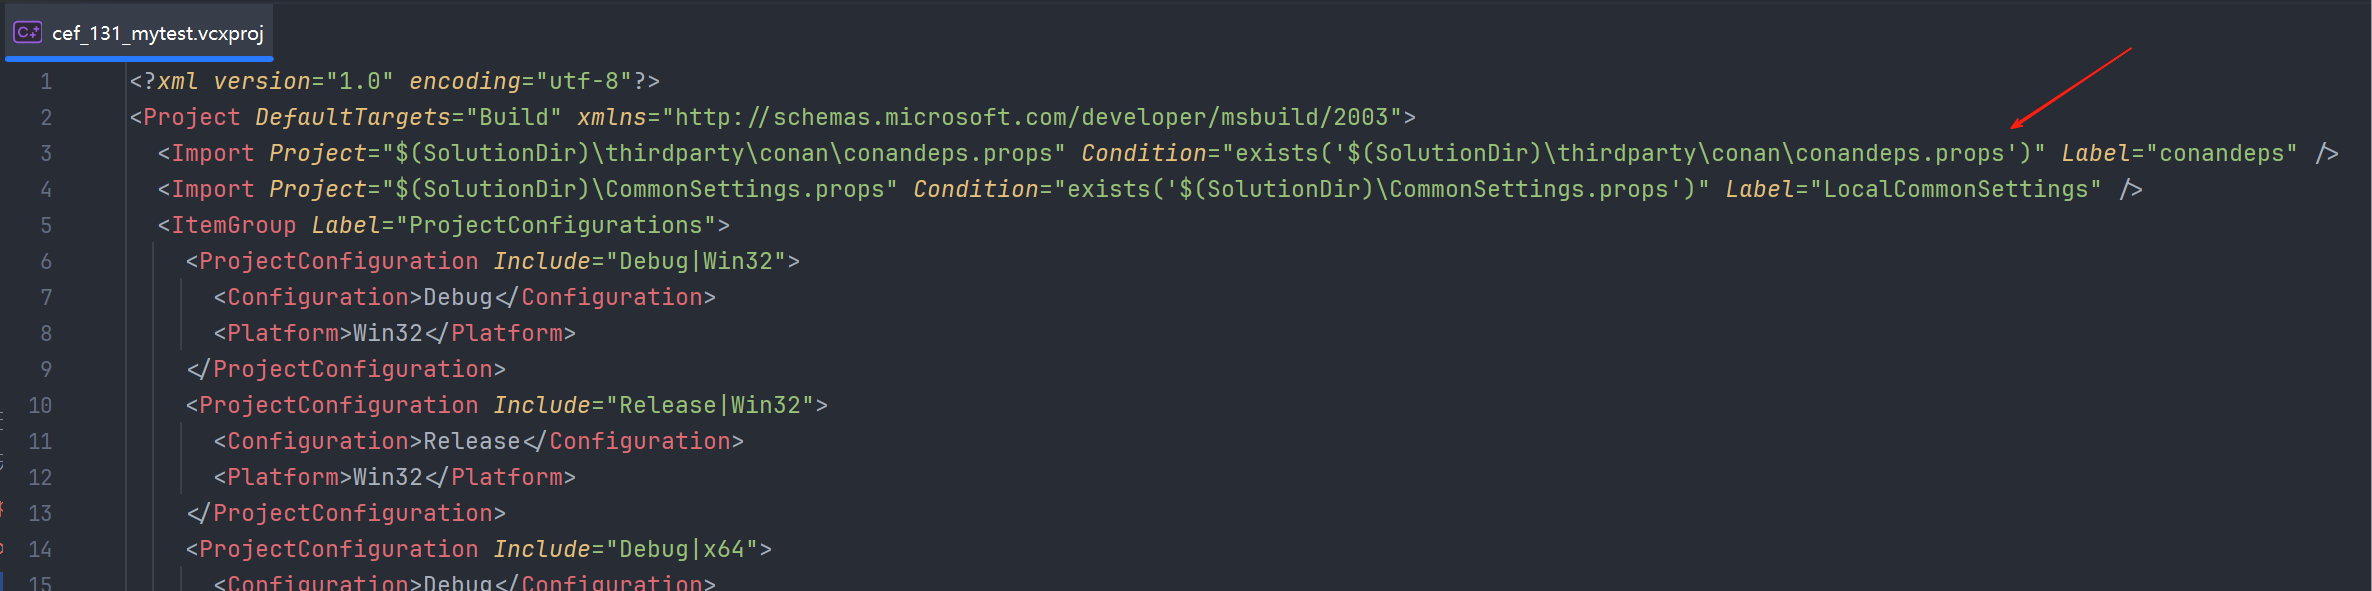 C++ cef_131_mytest.vcxproj
1 <?xml version="1.0" encoding="utf-8"?>
2 <Project DefaultTargets="Build" xmlns="http://schemas.microsoft.com/developer/msbuild/2003">
3 <Import Project="$(SolutionDir)\thirdparty\conan\conandeps.props" Condition="exists('$(SolutionDir)\thirdparty\conan\conandeps.props')" Label="conandeps" />
4 <Import Project="$(SolutionDir)\CommonSettings.props" Condition="exists('$(SolutionDir)\CommonSettings.props')" Label="LocalCommonSettings" />
5 <ItemGroup Label="ProjectConfigurations">
6 <ProjectConfiguration Include="Debug|Win32">
7 <Configuration>Debug</Configuration>
8 <Platform>Win32</Platform>
9 </ProjectConfiguration>
10 <ProjectConfiguration Include="Release|Win32">
11 <Configuration>Release</Configuration>
12 <Platform>Win32</Platform>
13 </ProjectConfiguration>
14 <ProjectConfiguration Include="Debug|x64">
15 <Configuration>Debug</Configuration>